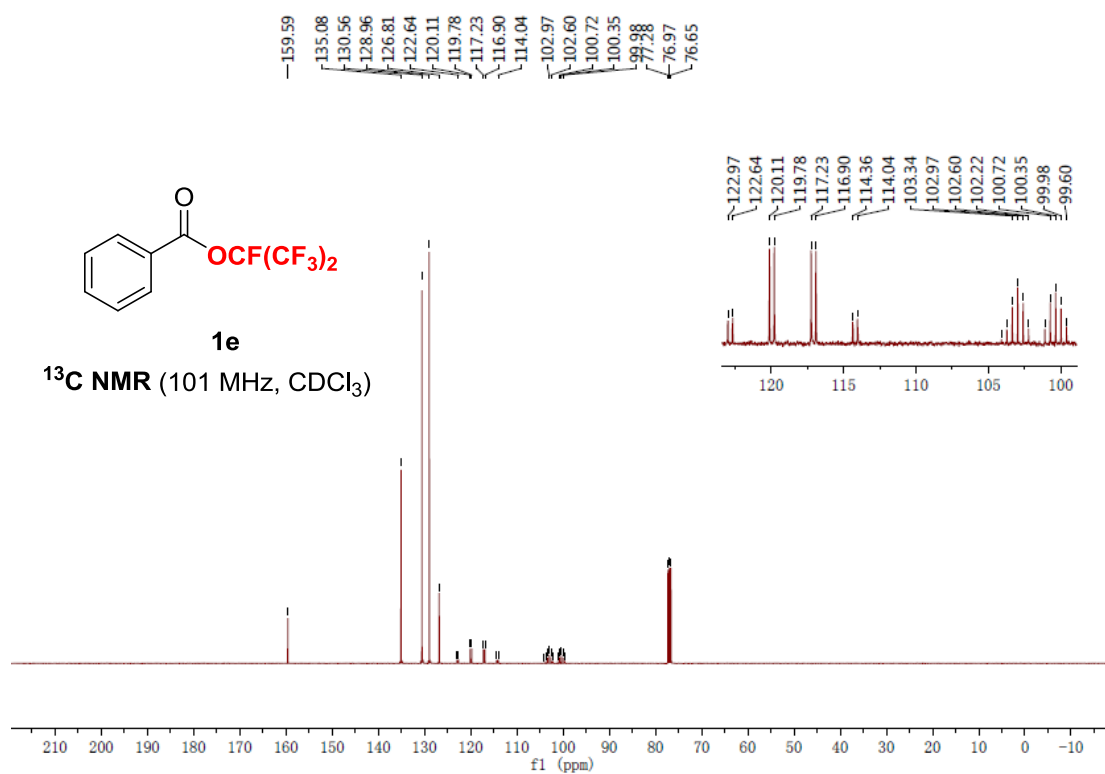 159.59 135.08 130.56 128.96 126.81 122.64 120.11 119.78 117.23 116.90 114.04 102.97 102.60 100.72 100.35 99.98 77.28 76.97 76.65
122.97 122.64 120.11 119.78 117.23 116.90 114.36 114.04 103.34 102.97 102.60 102.22 100.72 100.35 99.98 99.60
O
OCF(CF₃)₂
1e
¹³C NMR (101 MHz, CDCl₃)
120 115 110 105 100
210 200 190 180 170 160 150 140 130 120 110 100 90 80 70 60 50 40 30 20 10 0 -10
f1 (ppm)